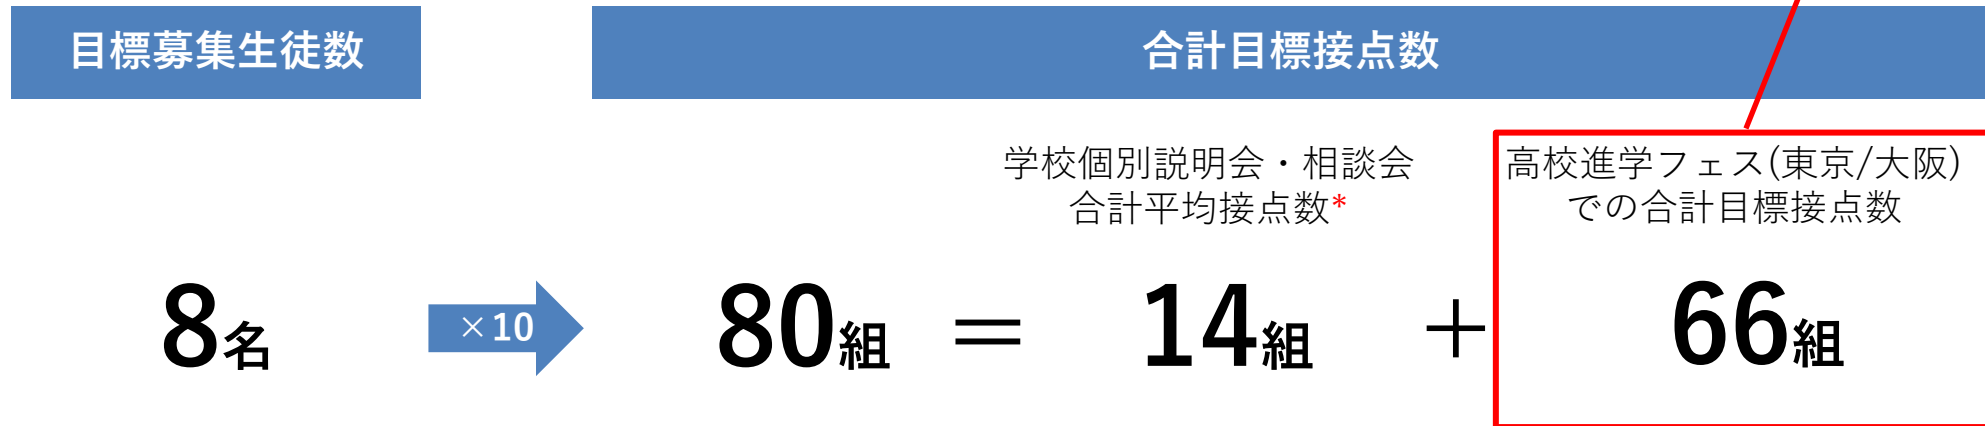 目標募集生徒数
合計目標接点数
学校個別説明会・相談会
合計平均接点数*
高校進学フェス(東京/大阪)
での合計目標接点数
8名
×10
80組
＝
14組
＋
66組